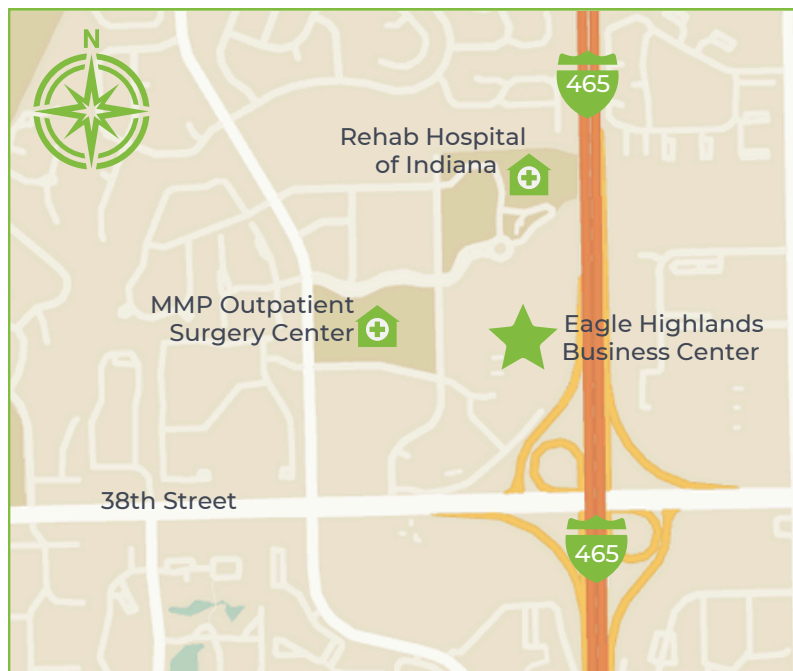 N
465
Rehab Hospital
of Indiana
MMP Outpatient
Surgery Center
Eagle Highlands
Business Center
38th Street
465